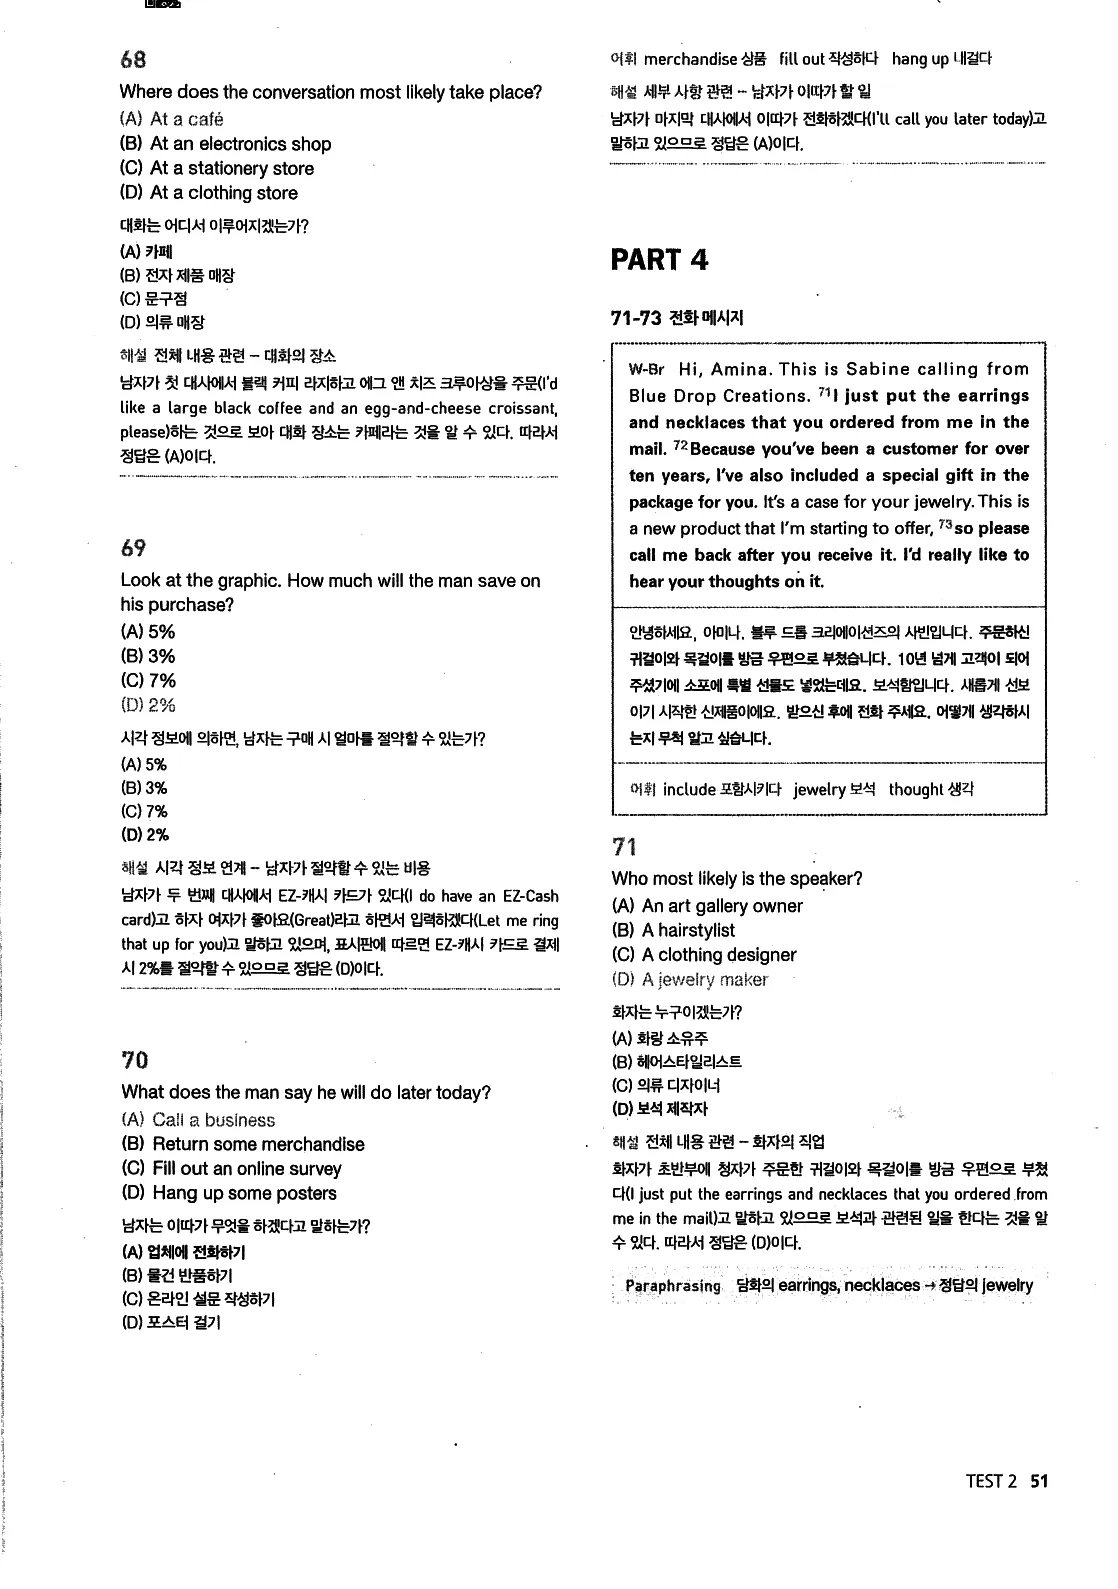 68
Where does the conversation most likely take place?
(A) At a café
(B) At an electronics shop
(C) At a stationery store
(D) At a clothing store
대화는 어디서 이루어지겠는가?
(A) 카페
(B) 전자 제품 매장
(C) 문구점
(D) 의류 매장
해설 전체 내용 관련 – 대화의 장소
남자가 첫 대사에서 블랙 커피 라지하고 에그 앤 치즈 크루아상을 주문(I'd
like a large black coffee and an egg-and-cheese croissant,
please)하는 것으로 보아 대화 장소는 카페라는 것을 알 수 있다. 따라서
정답은 (A)이다.
69
Look at the graphic. How much will the man save on
his purchase?
(A) 5%
(B) 3%
(C) 7%
(D) 2%
시각 정보에 의하면, 남자는 구매 시 얼마를 절약할 수 있는가?
(A) 5%
(B) 3%
(C) 7%
(D) 2%
해설 시각 정보 연계 – 남자가 절약할 수 있는 비용
남자가 두 번째 대사에서 EZ-캐시 카드가 있다(I do have an EZ-Cash
card)고 하자 여자가 좋아요(Great)라고 하면서 입력하겠다(Let me ring
that up for you)고 말하고 있으며, 표시판에 따르면 EZ-캐시 카드로 결제
시 2%를 절약할 수 있으므로 정답은 (D)이다.
70
What does the man say he will do later today?
(A) Call a business
(B) Return some merchandise
(C) Fill out an online survey
(D) Hang up some posters
남자는 이따가 무엇을 하겠다고 말하는가?
(A) 업체에 전화하기
(B) 물건 반품하기
(C) 온라인 설문 작성하기
(D) 포스터 걸기
어휘 merchandise 상품 fill out 작성하다 hang up 내걸다
해설 세부 사항 관련 – 남자가 이따가 할 일
남자가 마지막 대사에서 이따가 전화하겠다(I'll call you later today)고
말하고 있으므로 정답은 (A)이다.
PART 4
71-73 전화 메시지
W-Br Hi, Amina. This is Sabine calling from
Blue Drop Creations. 71I just put the earrings
and necklaces that you ordered from me in the
mail. 72Because you've been a customer for over
ten years, I've also included a special gift in the
package for you. It's a case for your jewelry. This is
a new product that I'm starting to offer, 73so please
call me back after you receive it. I'd really like to
hear your thoughts on it.
안녕하세요, 아미나. 블루 드롭 크리에이션즈의 사빈입니다. 주문하신
귀걸이와 목걸이를 방금 우편으로 부쳤습니다. 10년 넘게 고객이 되어
주셨기에 소포에 특별 선물도 넣었는데요. 보석함입니다. 새롭게 선보
이기 시작한 신제품이에요. 받으신 후에 전화 주세요. 어떻게 생각하시
는지 무척 알고 싶습니다.
어휘 include 포함시키다 jewelry 보석 thought 생각
71
Who most likely is the speaker?
(A) An art gallery owner
(B) A hairstylist
(C) A clothing designer
(D) A jewelry maker
화자는 누구이겠는가?
(A) 화랑 소유주
(B) 헤어스타일리스트
(C) 의류 디자이너
(D) 보석 제작자
해설 전체 내용 관련 – 화자의 직업
화자가 초반부에 청자가 주문한 귀걸이와 목걸이를 방금 우편으로 부쳤
다(I just put the earrings and necklaces that you ordered from
me in the mail)고 말하고 있으므로 보석과 관련된 일을 한다는 것을 알
수 있다. 따라서 정답은 (D)이다.
Paraphrasing 담화의 earrings, necklaces → 정답의 jewelry
TEST 2 51